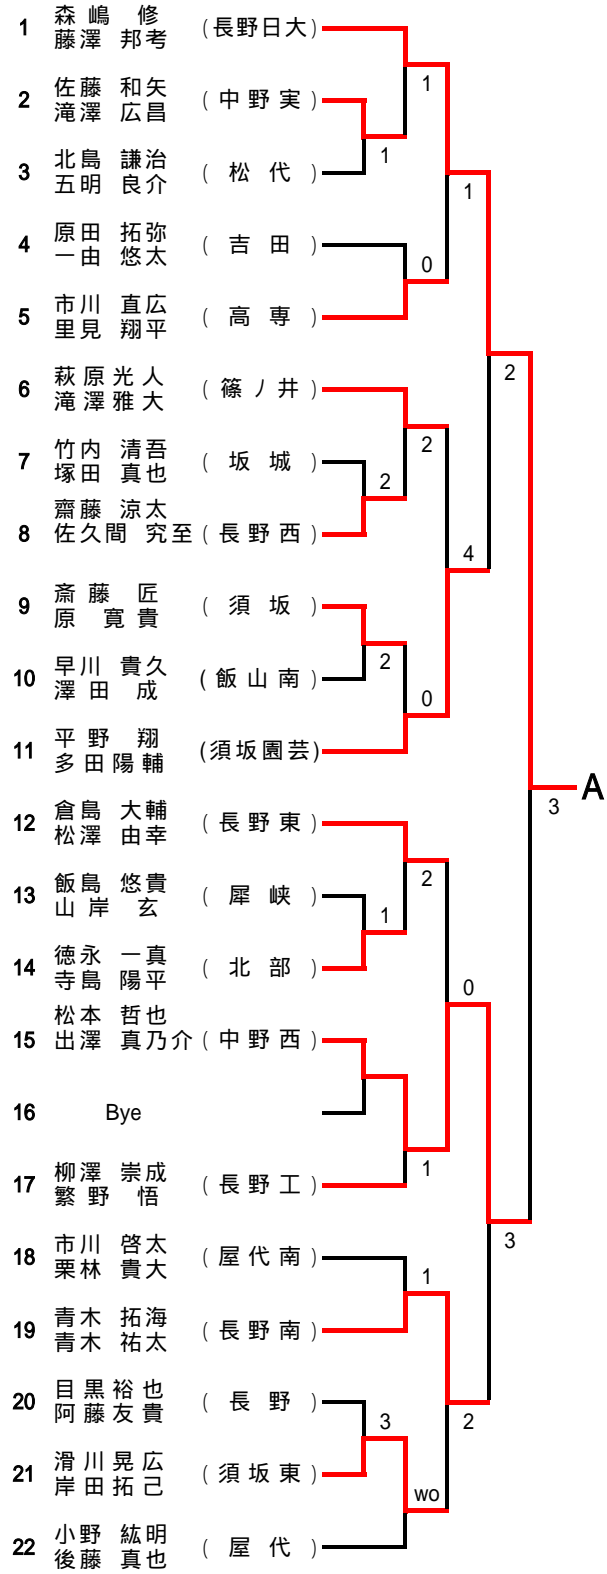 1 森嶋 修 (長野日大)
藤澤 邦考
1
2 佐藤 和矢 (中野実)
滝澤 広昌
1
1
3 北島 謙治 (松代)
五明 良介
4 原田 拓弥 (吉田)
一由 悠太
0
5 市川 直広 (高専)
里見 翔平
2
6 萩原光人 (篠ノ井)
滝澤雅大
2
7 竹内 清吾 (坂城)
塚田 真也
2
8 齋藤 涼太 (長野西)
佐久間 究至
4
9 斎藤 匠 (須坂)
原 寛貴
2
10 早川 貴久 (飯山南)
澤田 成
0
11 平野 翔 (須坂園芸)
多田陽輔
A
3
12 倉島 大輔 (長野東)
松澤 由幸
2
13 飯島 悠貴 (犀峡)
山岸 玄
1
14 徳永 一真 (北部)
寺島 陽平
0
15 松本 哲也 (中野西)
出澤 真乃介
16 Bye
1
17 柳澤 崇成 (長野工)
繁野 悟
3
18 市川 啓太 (屋代南)
栗林 貴大
1
19 青木 拓海 (長野南)
青木 祐太
20 目黒裕也 (長野)
阿藤友貴
3
2
21 滑川晃広 (須坂東)
岸田拓己
wo
22 小野 紘明 (屋代)
後藤 真也